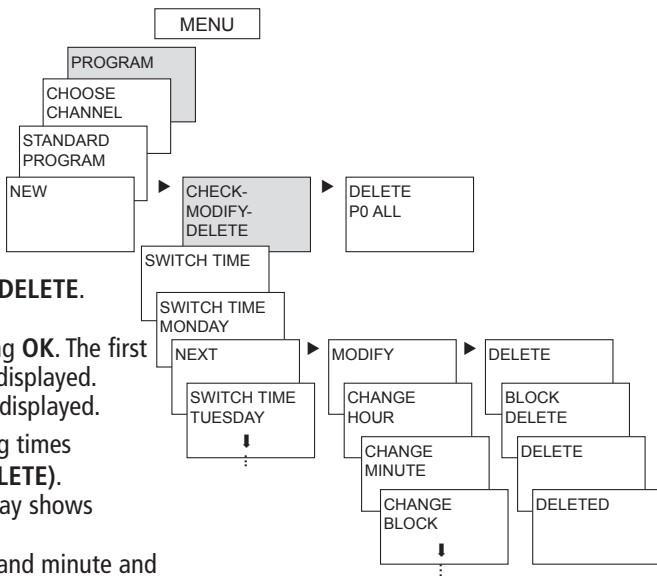 MENU
PROGRAM
CHOOSE
CHANNEL
STANDARD
PROGRAM
NEW
CHECK-
MODIFY-
DELETE
DELETE
P0 ALL
SWITCH TIME
DELETE.
SWITCH TIME
MONDAY
ng OK. The first
displayed.
displayed.
NEXT
MODIFY
DELETE
SWITCH TIME
TUESDAY
CHANGE
HOUR
BLOCK
DELETE
g times
LETE).
ay shows
CHANGE
MINUTE
DELETE
CHANGE
BLOCK
DELETED
and minute and